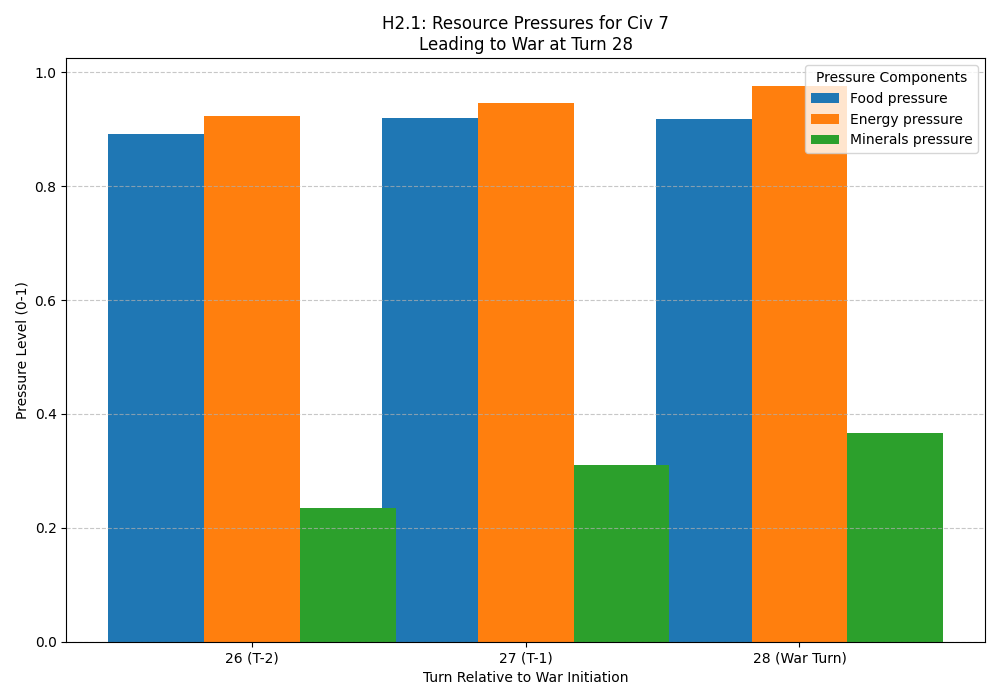 H2.1: Resource Pressures for Civ 7
Leading to War at Turn 28
Pressure Components
Food pressure
Energy pressure
Minerals pressure
Pressure Level (0-1)
1.0
0.8
0.6
0.4
0.2
0.0
26 (T-2)
27 (T-1)
28 (War Turn)
Turn Relative to War Initiation